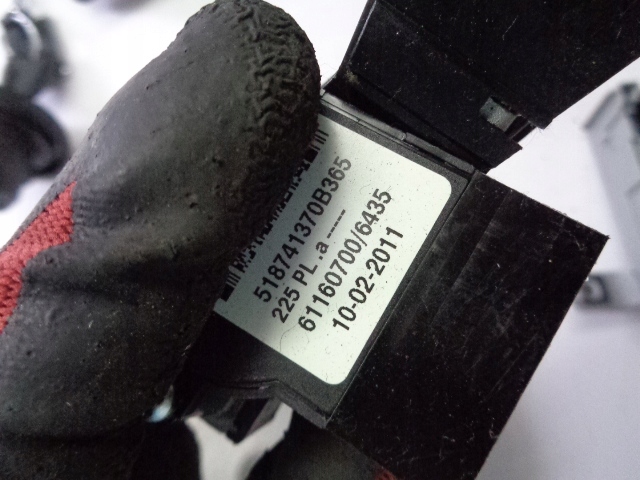 518741370B365
225 PL .a -----
61160700/6435
10-02-2011